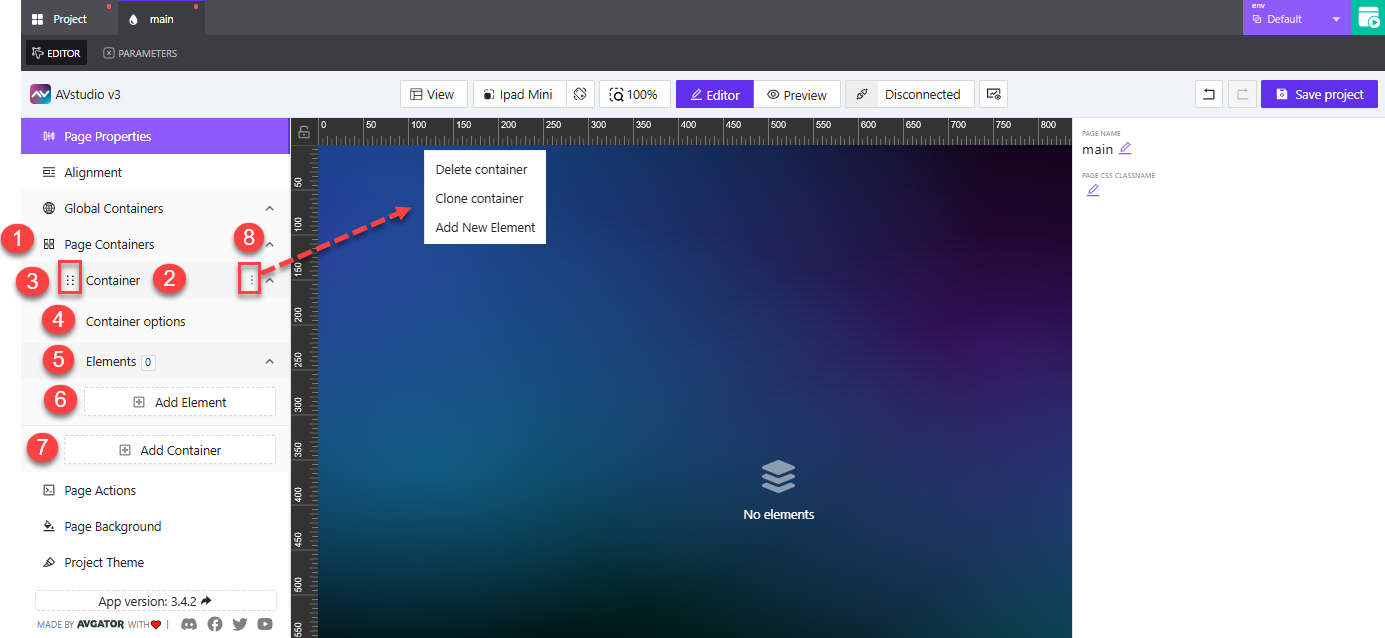 Project
main
env
Default
EDITOR
PARAMETERS
AVstudio v3
View
Ipad Mini
100%
Editor
Preview
Disconnected
Save project
Page Properties
0 50 100 150 200 250 300 350 400 450 500 550 600 650 700 750 800
PAGE NAME
main
PAGE CSS CLASSNAME
Alignment
Global Containers
1 Page Containers 8
3 Container 2
4 Container options
5 Elements 0
6 Add Element
7 Add Container
Page Actions
Page Background
Project Theme
App version: 3.4.2
MADE BY AVGATOR WITH
50
100
150
200
250
300
350
400
450
500
550
Delete container
Clone container
Add New Element
No elements